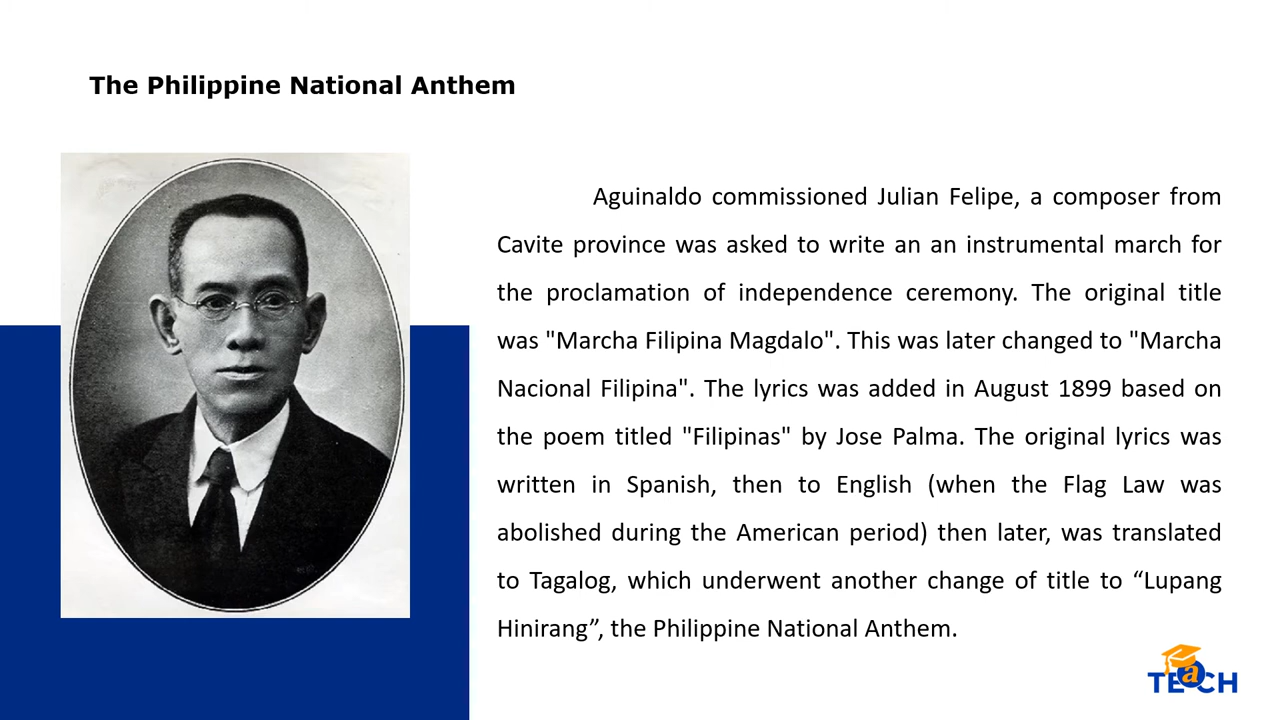 The Philippine National Anthem
Aguinaldo commissioned Julian Felipe, a composer from
Cavite province was asked to write an an instrumental march for
the proclamation of independence ceremony. The original title
was "Marcha Filipina Magdalo". This was later changed to "Marcha
Nacional Filipina". The lyrics was added in August 1899 based on
the poem titled "Filipinas" by Jose Palma. The original lyrics was
written in Spanish, then to English (when the Flag Law was
abolished during the American period) then later, was translated
to Tagalog, which underwent another change of title to “Lupang
Hinirang”, the Philippine National Anthem.
TEaCH